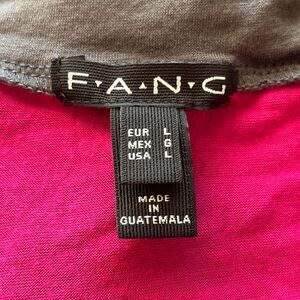 F·A·N·G
EUR L
MEX G
USA L
MADE
IN
GUATEMALA